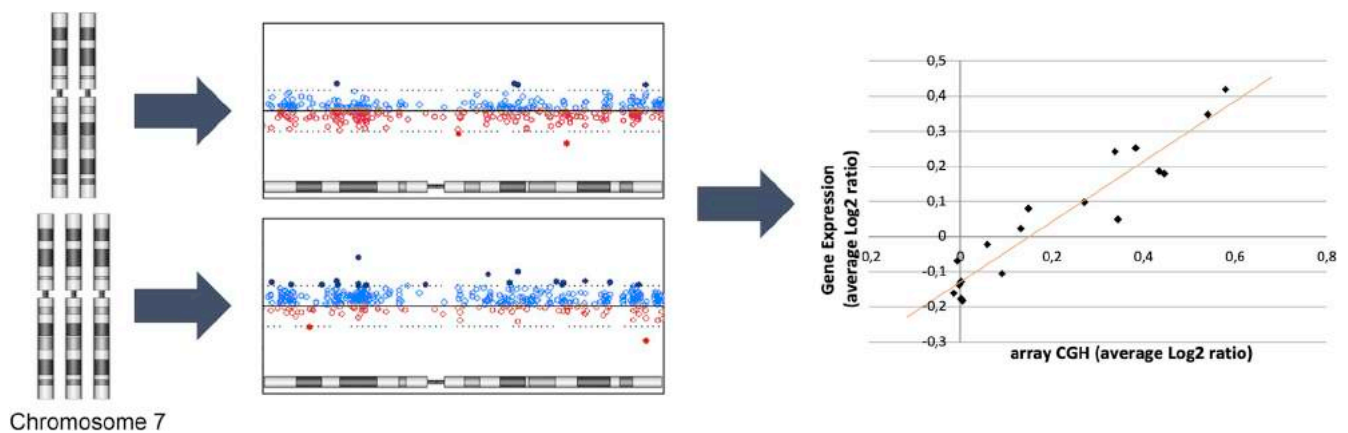 0,5
0,4
0,3
0,2
0,1
0
-0,1
-0,2
-0,3
0,2 0 0,2 0,4 0,6 0,8
Gene Expression
(average Log2 ratio)
array CGH (average Log2 ratio)
Chromosome 7